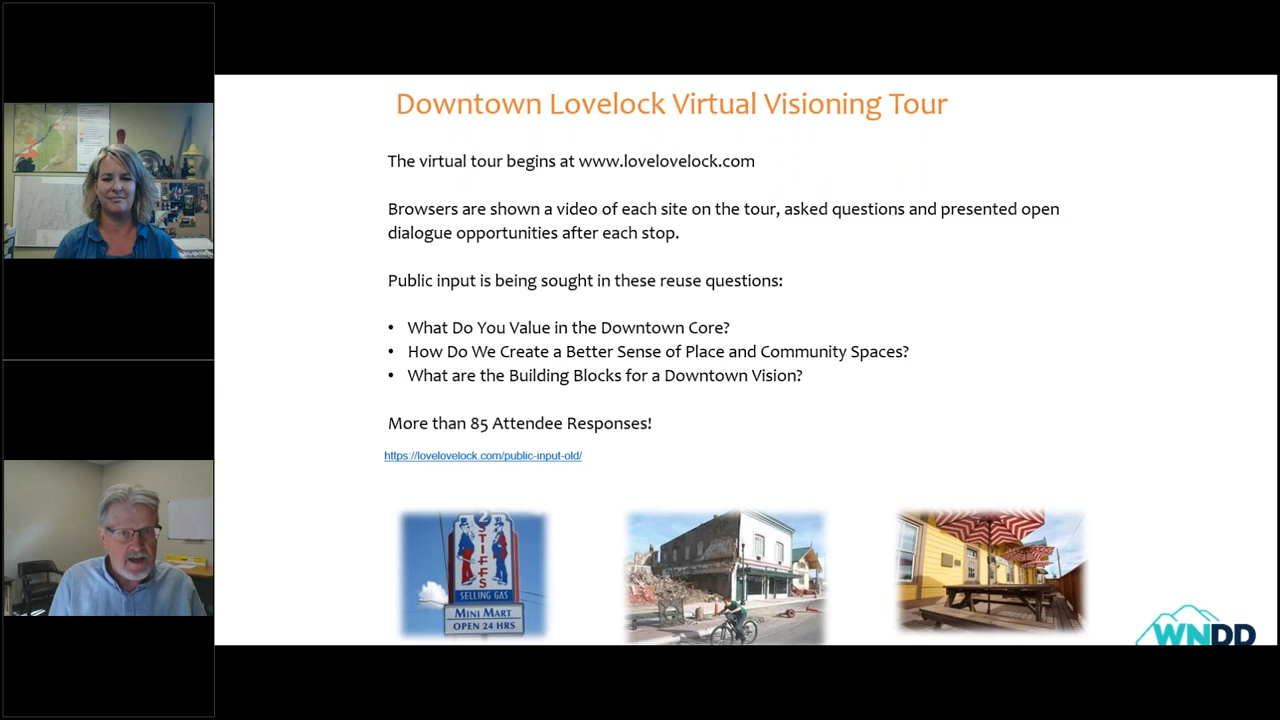 Downtown Lovelock Virtual Visioning Tour
The virtual tour begins at www.lovelovelock.com
Browsers are shown a video of each site on the tour, asked questions and presented open
dialogue opportunities after each stop.
Public input is being sought in these reuse questions:
• What Do You Value in the Downtown Core?
• How Do We Create a Better Sense of Place and Community Spaces?
• What are the Building Blocks for a Downtown Vision?
More than 85 Attendee Responses!
https://lovelovelock.com/public-input-old/
2
STIFFS
SELLING GAS
MINI MART
OPEN 24 HRS
WNDD